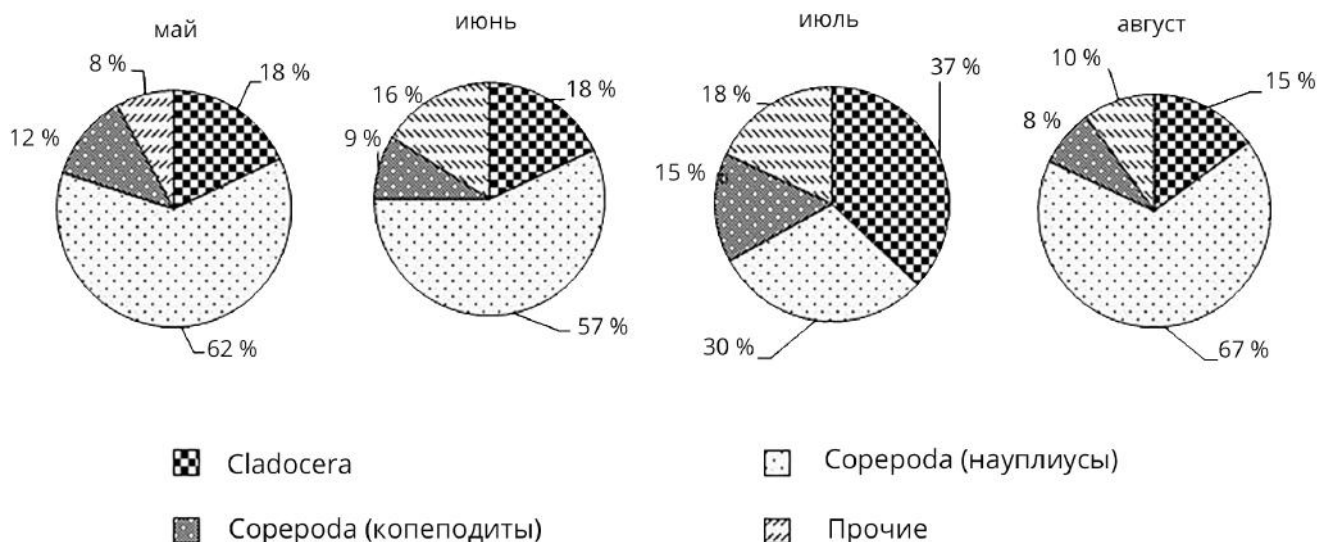 май
8 %
18 %
12 %
62 %
июнь
16 %
18 %
9 %
57 %
июль
18 %
37 %
15 %
30 %
август
10 %
15 %
8 %
67 %
Cladocera
Copepoda (науплиусы)
Copepoda (копеподиты)
Прочие